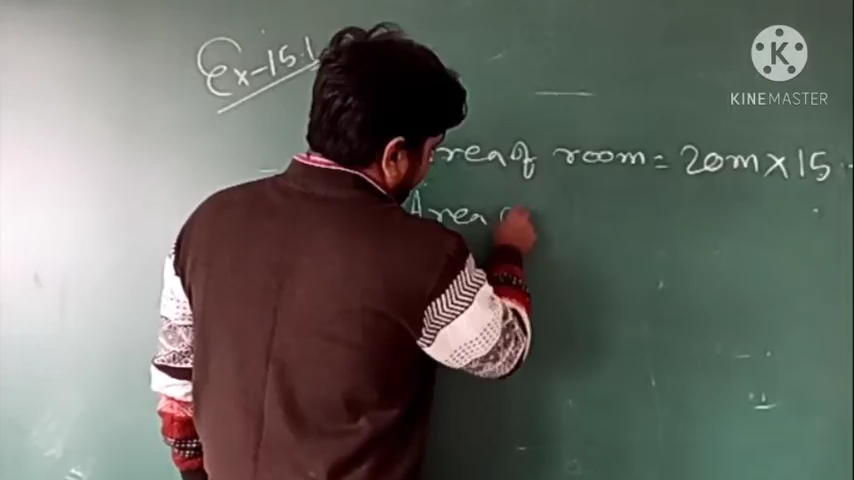 Ex-15.1
KINEMASTER
rea of room = 20m × 15
Area